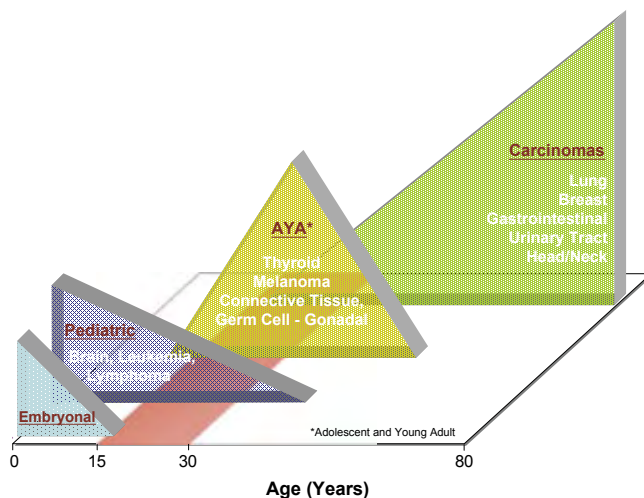 Carcinomas
Lung
Breast
Gastrointestinal
Urinary Tract
Head/Neck
AYA*
Thyroid
Melanoma
Connective Tissue,
Germ Cell - Gonadal
Pediatric
Brain, Leukemia,
Lymphoma
Embryonal
*Adolescent and Young Adult
0 15 30 80
Age (Years)